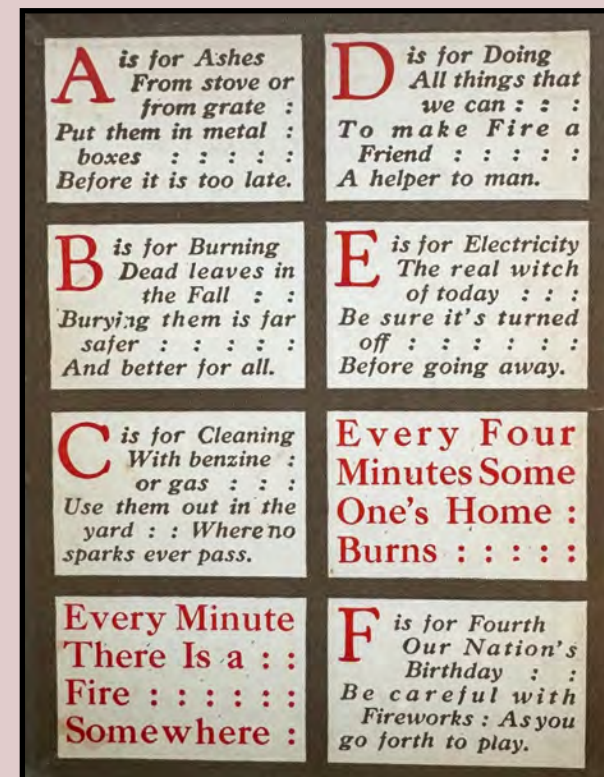 A is for Ashes
From stove or
from grate :
Put them in metal :
boxes : : : : :
Before it is too late.
B is for Burning
Dead leaves in
the Fall : :
Burying them is far
safer : : : : :
And better for all.
C is for Cleaning
With benzine :
or gas : : :
Use them out in the
yard : : Where no
sparks ever pass.
Every Minute
There Is a : :
Fire : : : : : :
Somewhere :
D is for Doing
All things that
we can : : :
To make Fire a
Friend : : : : :
A helper to man.
E is for Electricity
The real witch
of today : : :
Be sure it's turned
off : : : : : :
Before going away.
Every Four
Minutes Some
One's Home :
Burns : : : : :
F is for Fourth
Our Nation's
Birthday : :
Be careful with
Fireworks : As you
go forth to play.